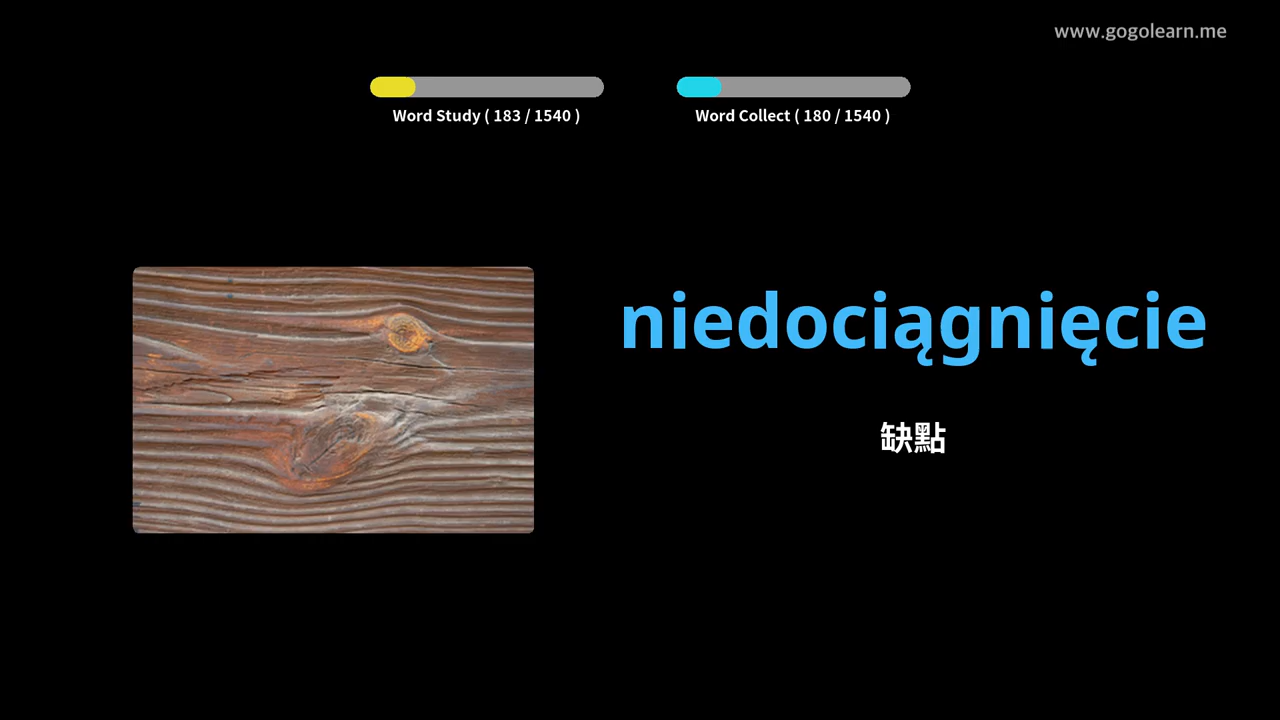 www.gogolearn.me
Word Study ( 183 / 1540 )
Word Collect ( 180 / 1540 )
niedociągnięcie
缺點